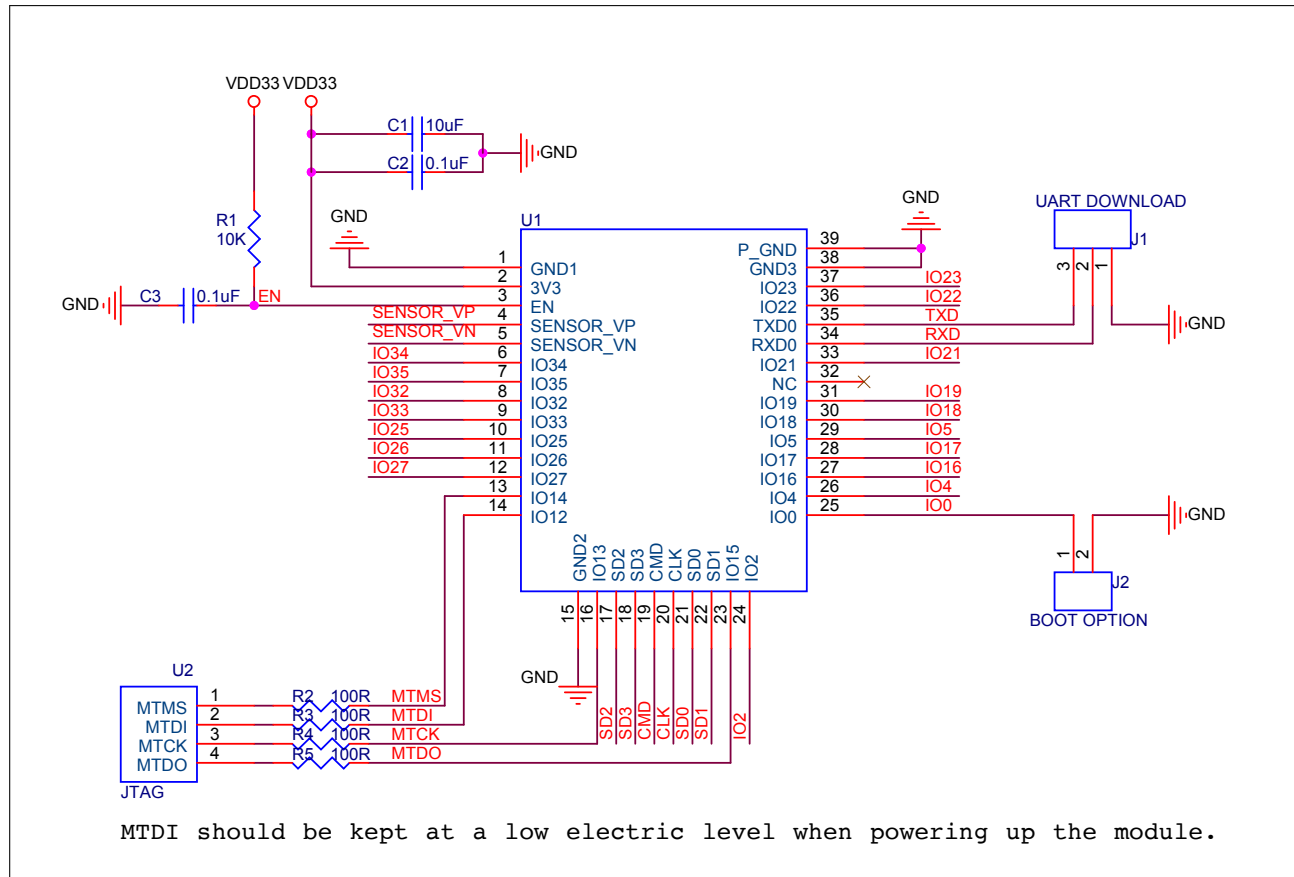 VDD33 VDD33
C1 10uF
C2 0.1uF
GND
R1
10K
GND
C3 0.1uF EN
GND
U1
1 GND1
2 3V3
3 EN
SENSOR_VP 4 SENSOR_VP
SENSOR_VN 5 SENSOR_VN
IO34 6 IO34
IO35 7 IO35
IO32 8 IO32
IO33 9 IO33
IO25 10 IO25
IO26 11 IO26
IO27 12 IO27
13 IO14
14 IO12
GND
P_GND 39
GND3 38
IO23 37 IO23
IO22 36 IO22
TXD0 35 TXD
RXD0 34 RXD
IO21 33 IO21
NC 32
IO19 31 IO19
IO18 30 IO18
IO5 29 IO5
IO17 28 IO17
IO16 27 IO16
IO4 26 IO4
IO0 25 IO0
UART DOWNLOAD
J1
3 2 1
GND
GND
1 2
J2
BOOT OPTION
GND2 IO13 SD2 SD3 CMD CLK SD0 SD1 IO15 IO2
15 16 17 18 19 20 21 22 23 24
GND
SD2 SD3 CMD CLK SD0 SD1 IO2
U2
MTMS 1 R2 100R MTMS
MTDI 2 R3 100R MTDI
MTCK 3 R4 100R MTCK
MTDO 4 R5 100R MTDO
JTAG
MTDI should be kept at a low electric level when powering up the module.